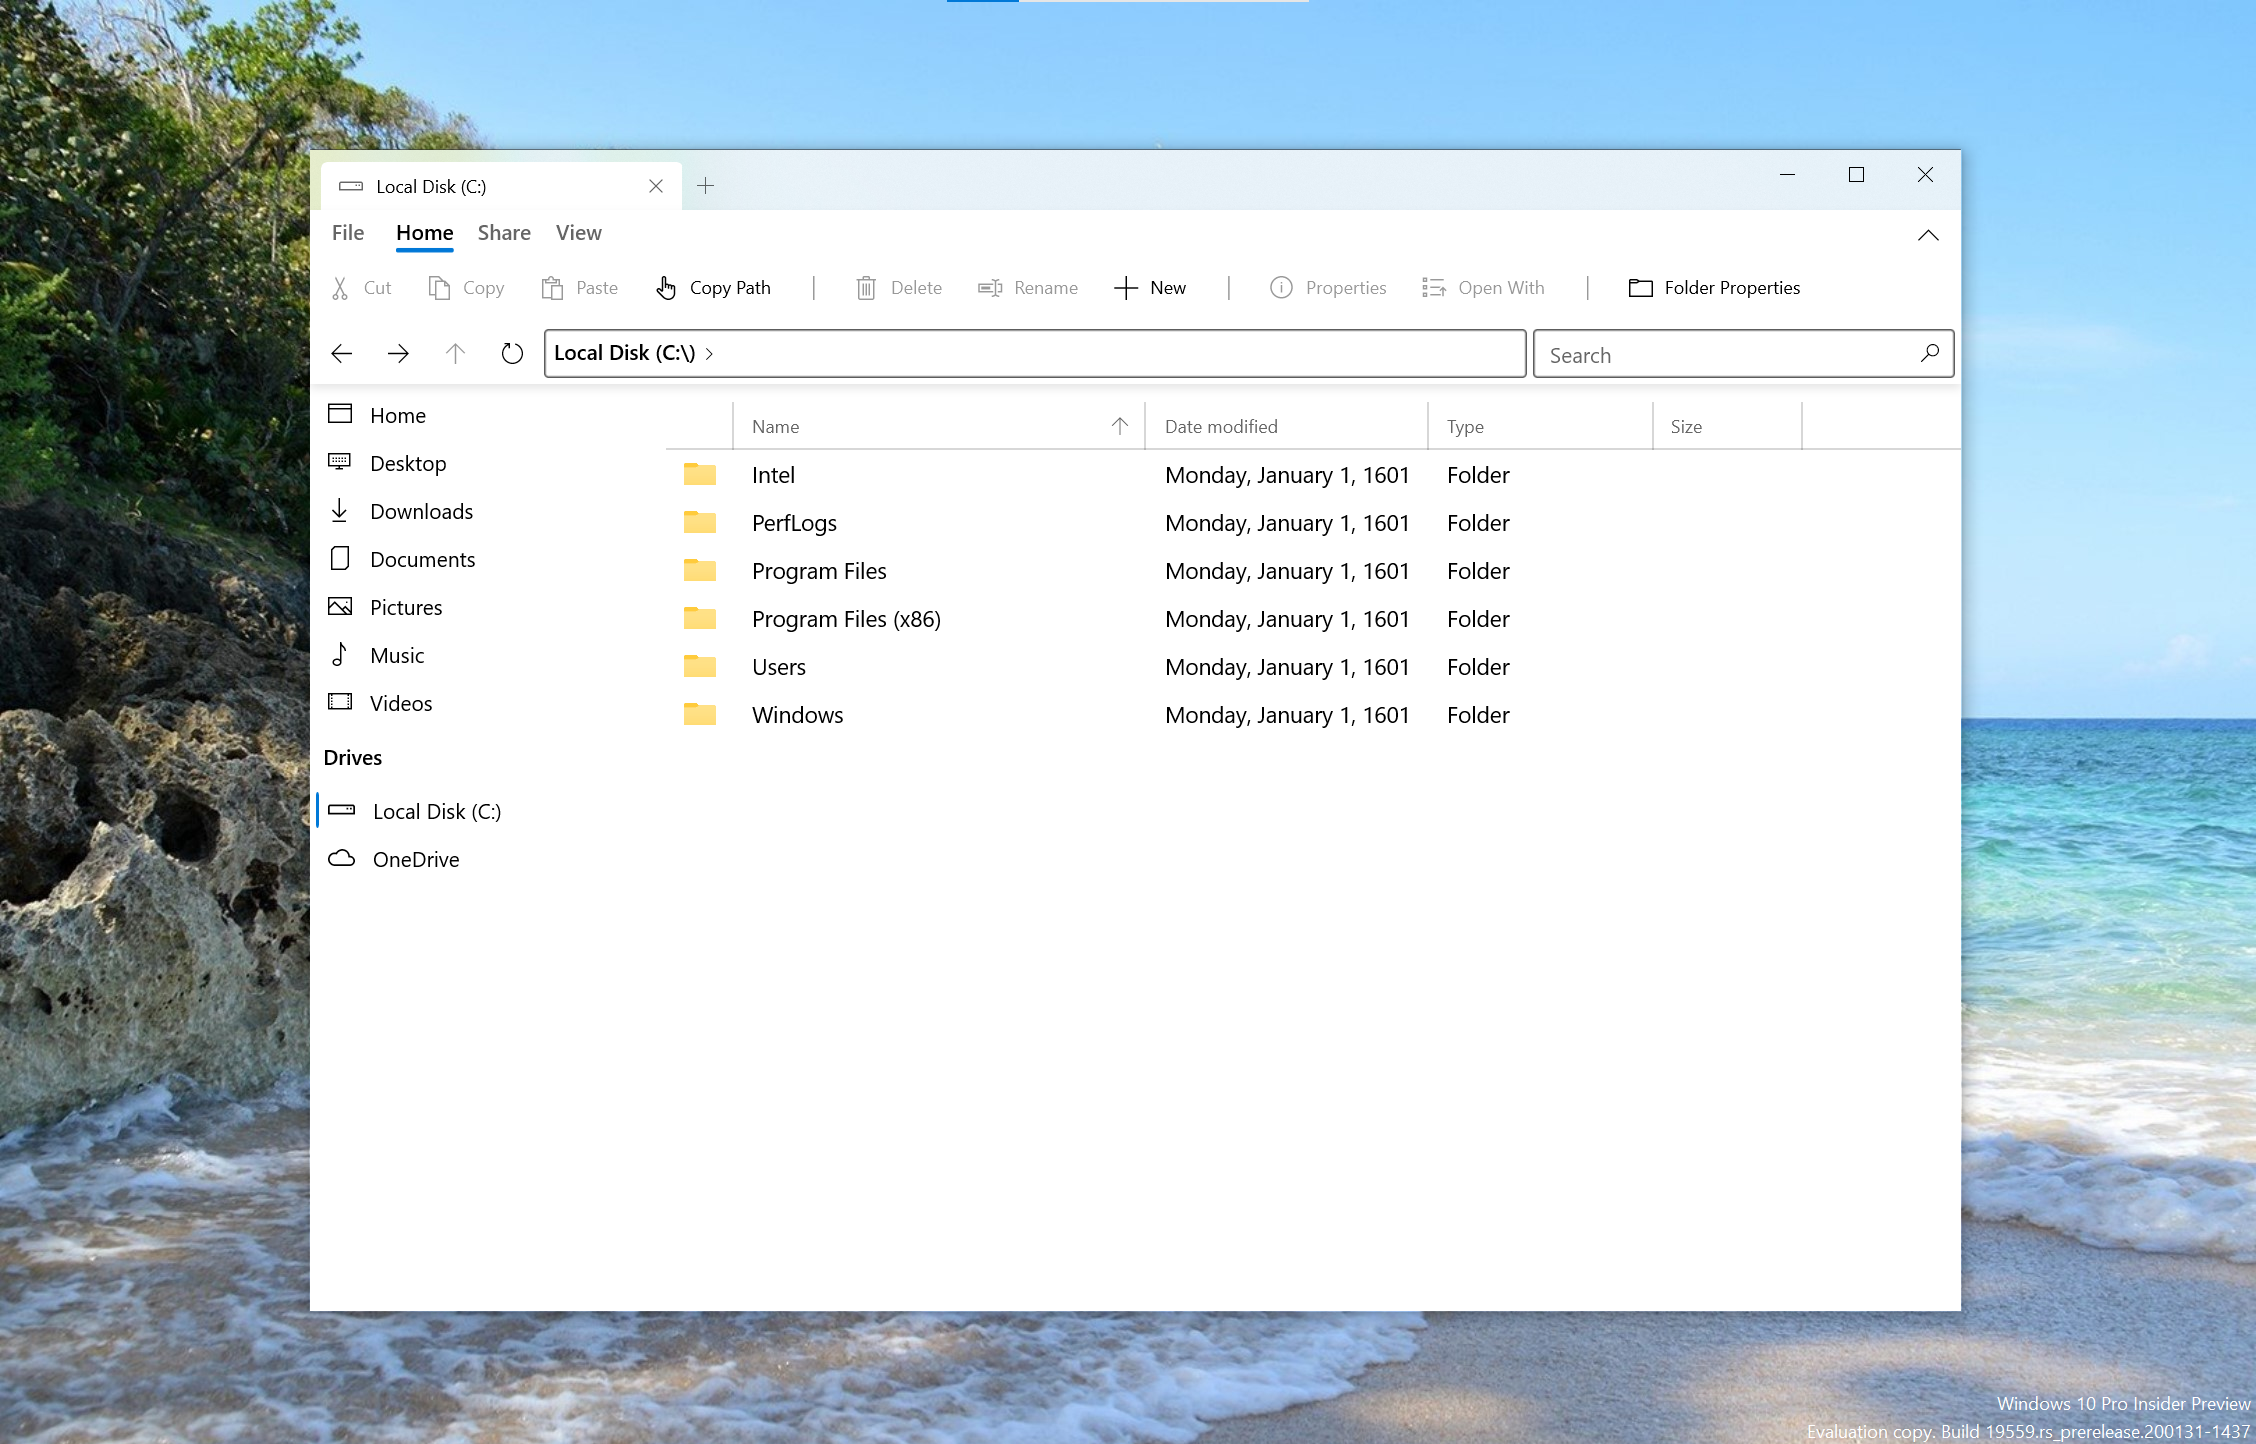 Local Disk (C:)
File Home Share View
Cut Copy Paste Copy Path Delete Rename New Properties Open With Folder Properties
Local Disk (C:\) Search
Home
Desktop
Downloads
Documents
Pictures
Music
Videos
Drives
Local Disk (C:)
OneDrive
Name Date modified Type Size
Intel Monday, January 1, 1601 Folder
PerfLogs Monday, January 1, 1601 Folder
Program Files Monday, January 1, 1601 Folder
Program Files (x86) Monday, January 1, 1601 Folder
Users Monday, January 1, 1601 Folder
Windows Monday, January 1, 1601 Folder
Windows 10 Pro Insider Preview
Evaluation copy. Build 19559.rs_prerelease.200131-1437